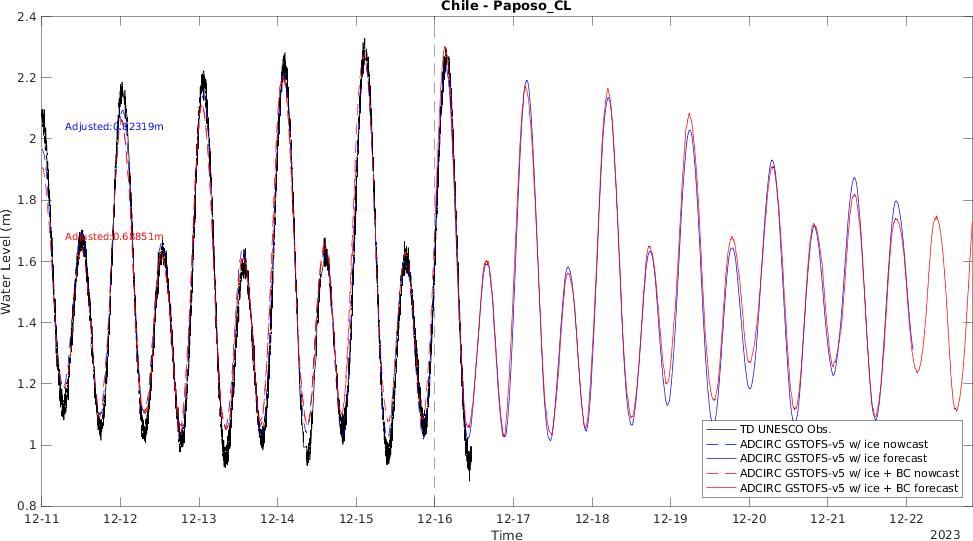 Chile - Paposo_CL
Water Level (m)
2.4
2.2
2
1.8
1.6
1.4
1.2
1
0.8
Adjusted:0.82319m
Adjusted:0.68851m
TD UNESCO Obs.
ADCIRC GSTOFS-v5 w/ ice nowcast
ADCIRC GSTOFS-v5 w/ ice forecast
ADCIRC GSTOFS-v5 w/ ice + BC nowcast
ADCIRC GSTOFS-v5 w/ ice + BC forecast
12-11 12-12 12-13 12-14 12-15 12-16 12-17 12-18 12-19 12-20 12-21 12-22
Time
2023